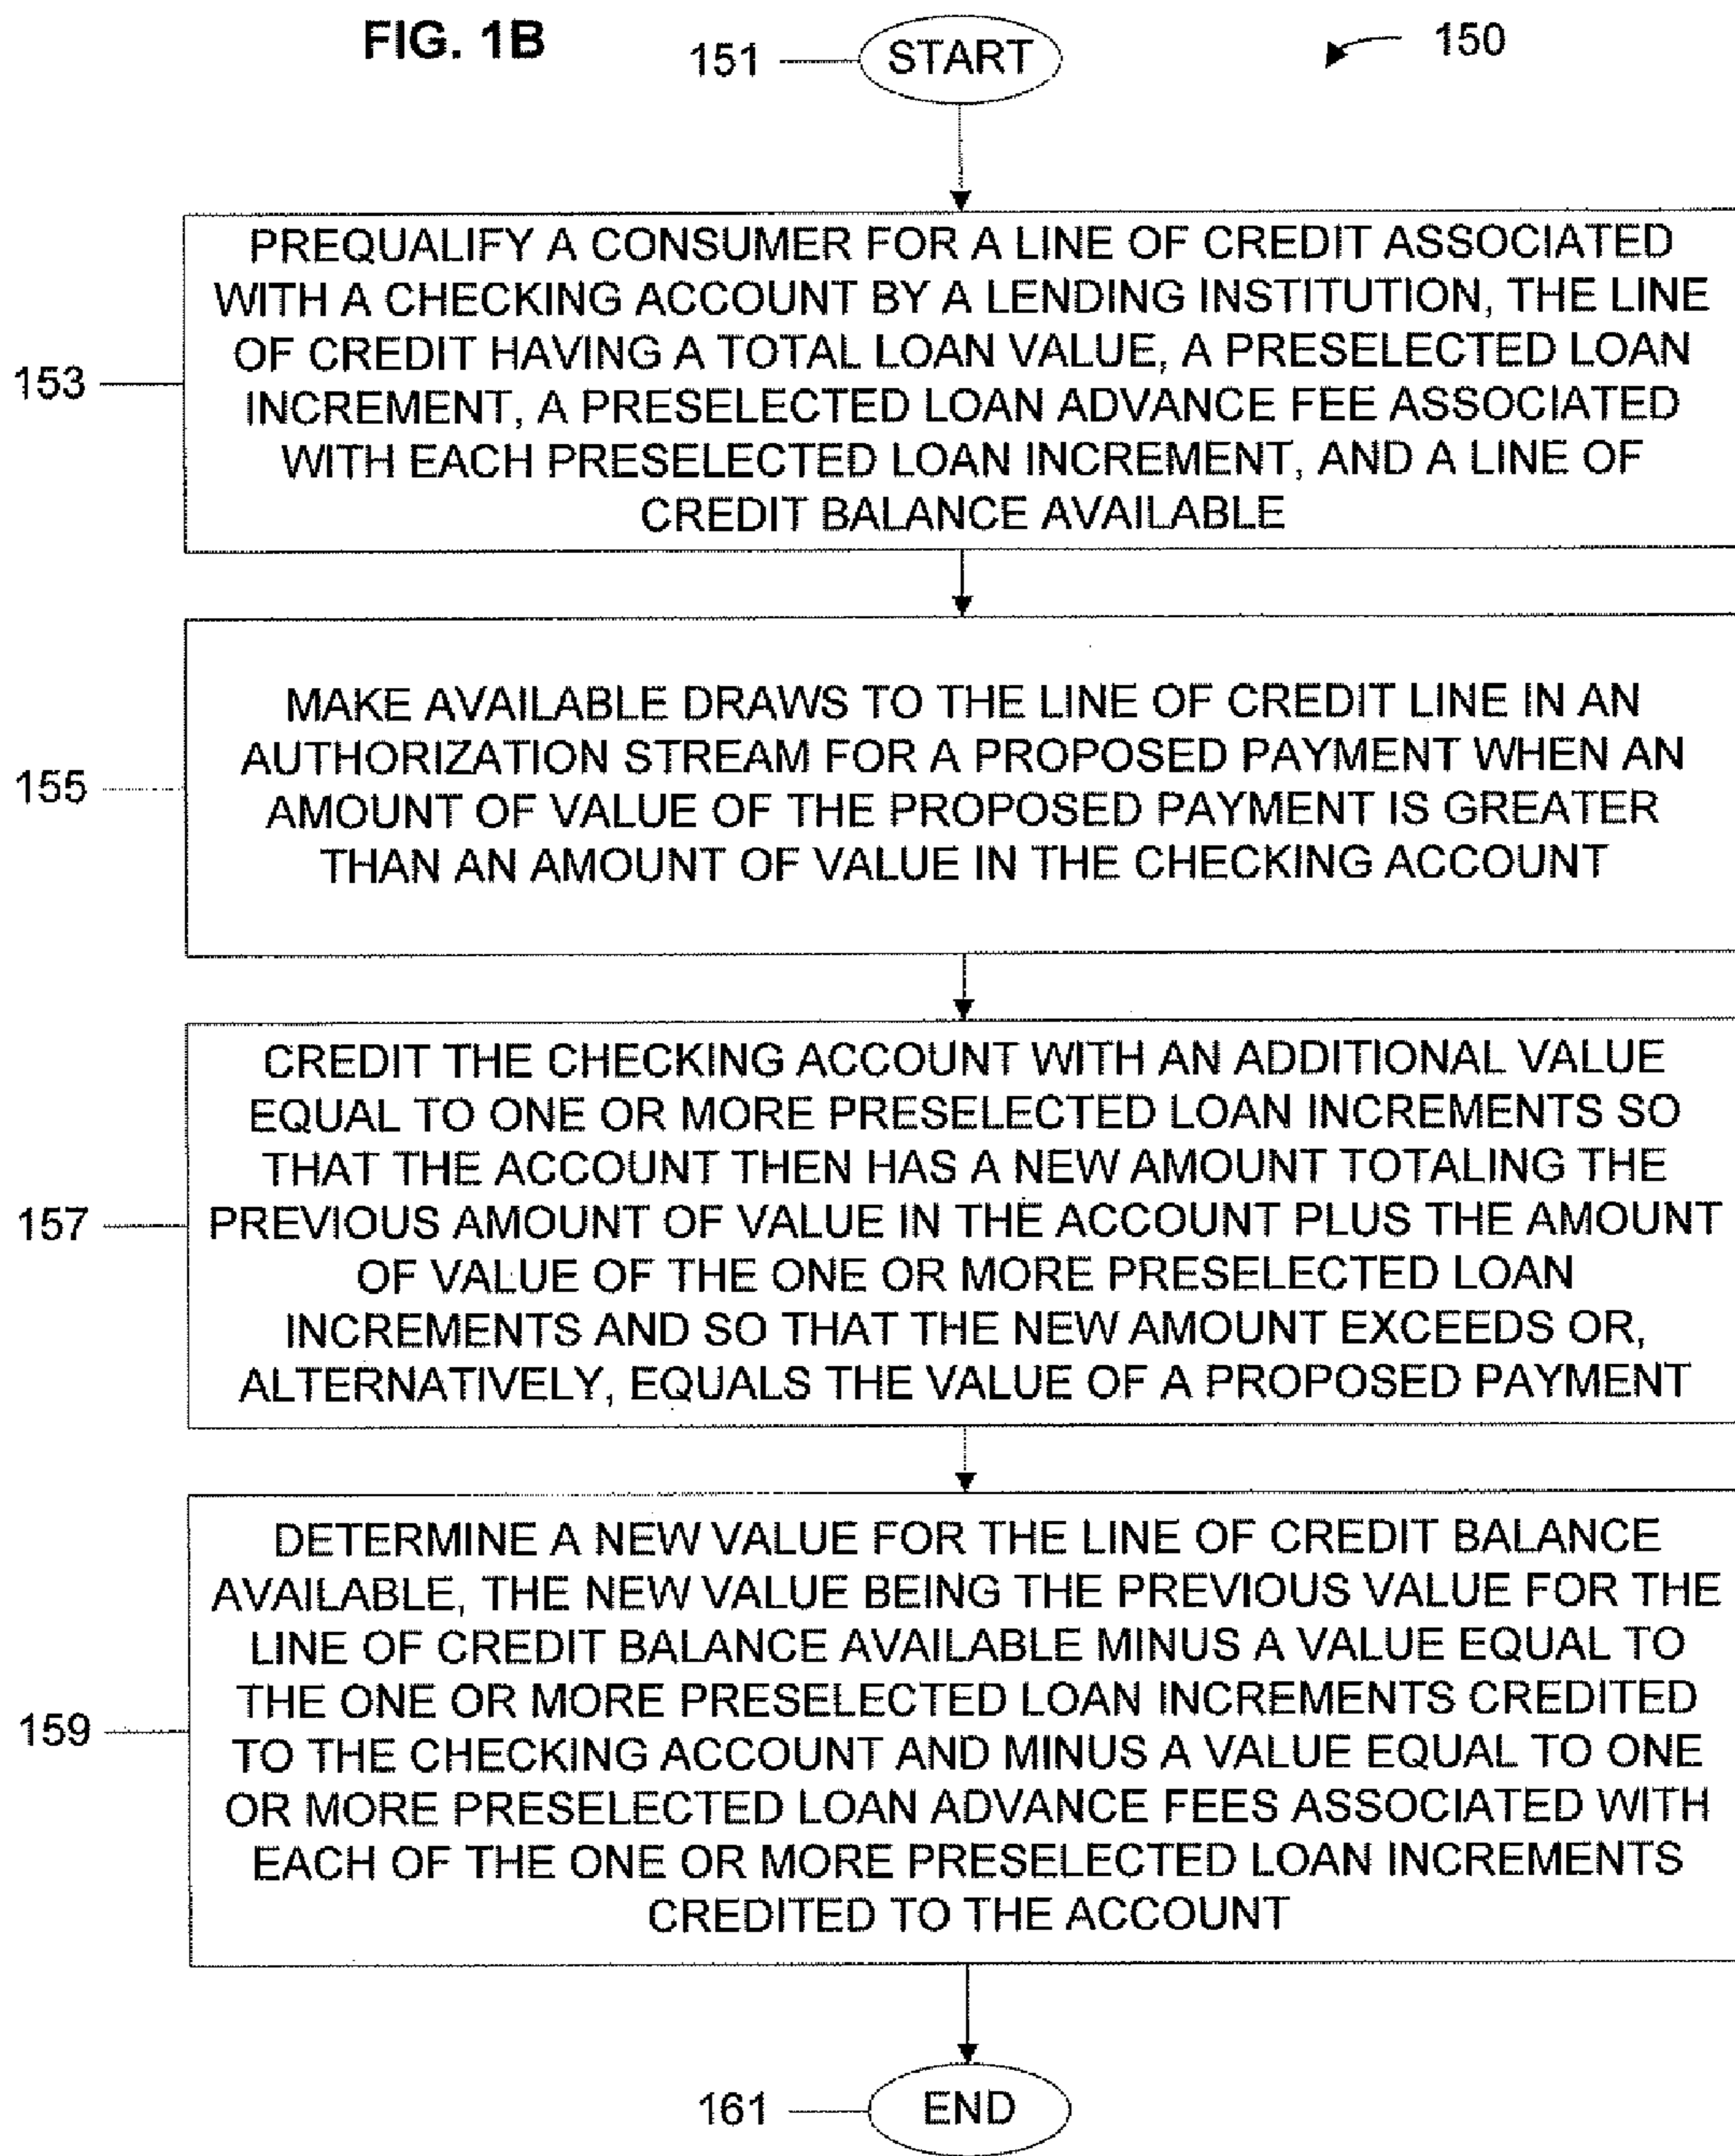 FIG. 1B
151
START
150
153
PREQUALIFY A CONSUMER FOR A LINE OF CREDIT ASSOCIATED
WITH A CHECKING ACCOUNT BY A LENDING INSTITUTION, THE LINE
OF CREDIT HAVING A TOTAL LOAN VALUE, A PRESELECTED LOAN
INCREMENT, A PRESELECTED LOAN ADVANCE FEE ASSOCIATED
WITH EACH PRESELECTED LOAN INCREMENT, AND A LINE OF
CREDIT BALANCE AVAILABLE
155
MAKE AVAILABLE DRAWS TO THE LINE OF CREDIT LINE IN AN
AUTHORIZATION STREAM FOR A PROPOSED PAYMENT WHEN AN
AMOUNT OF VALUE OF THE PROPOSED PAYMENT IS GREATER
THAN AN AMOUNT OF VALUE IN THE CHECKING ACCOUNT
157
CREDIT THE CHECKING ACCOUNT WITH AN ADDITIONAL VALUE
EQUAL TO ONE OR MORE PRESELECTED LOAN INCREMENTS SO
THAT THE ACCOUNT THEN HAS A NEW AMOUNT TOTALING THE
PREVIOUS AMOUNT OF VALUE IN THE ACCOUNT PLUS THE AMOUNT
OF VALUE OF THE ONE OR MORE PRESELECTED LOAN
INCREMENTS AND SO THAT THE NEW AMOUNT EXCEEDS OR,
ALTERNATIVELY, EQUALS THE VALUE OF A PROPOSED PAYMENT
159
DETERMINE A NEW VALUE FOR THE LINE OF CREDIT BALANCE
AVAILABLE, THE NEW VALUE BEING THE PREVIOUS VALUE FOR THE
LINE OF CREDIT BALANCE AVAILABLE MINUS A VALUE EQUAL TO
THE ONE OR MORE PRESELECTED LOAN INCREMENTS CREDITED
TO THE CHECKING ACCOUNT AND MINUS A VALUE EQUAL TO ONE
OR MORE PRESELECTED LOAN ADVANCE FEES ASSOCIATED WITH
EACH OF THE ONE OR MORE PRESELECTED LOAN INCREMENTS
CREDITED TO THE ACCOUNT
161
END